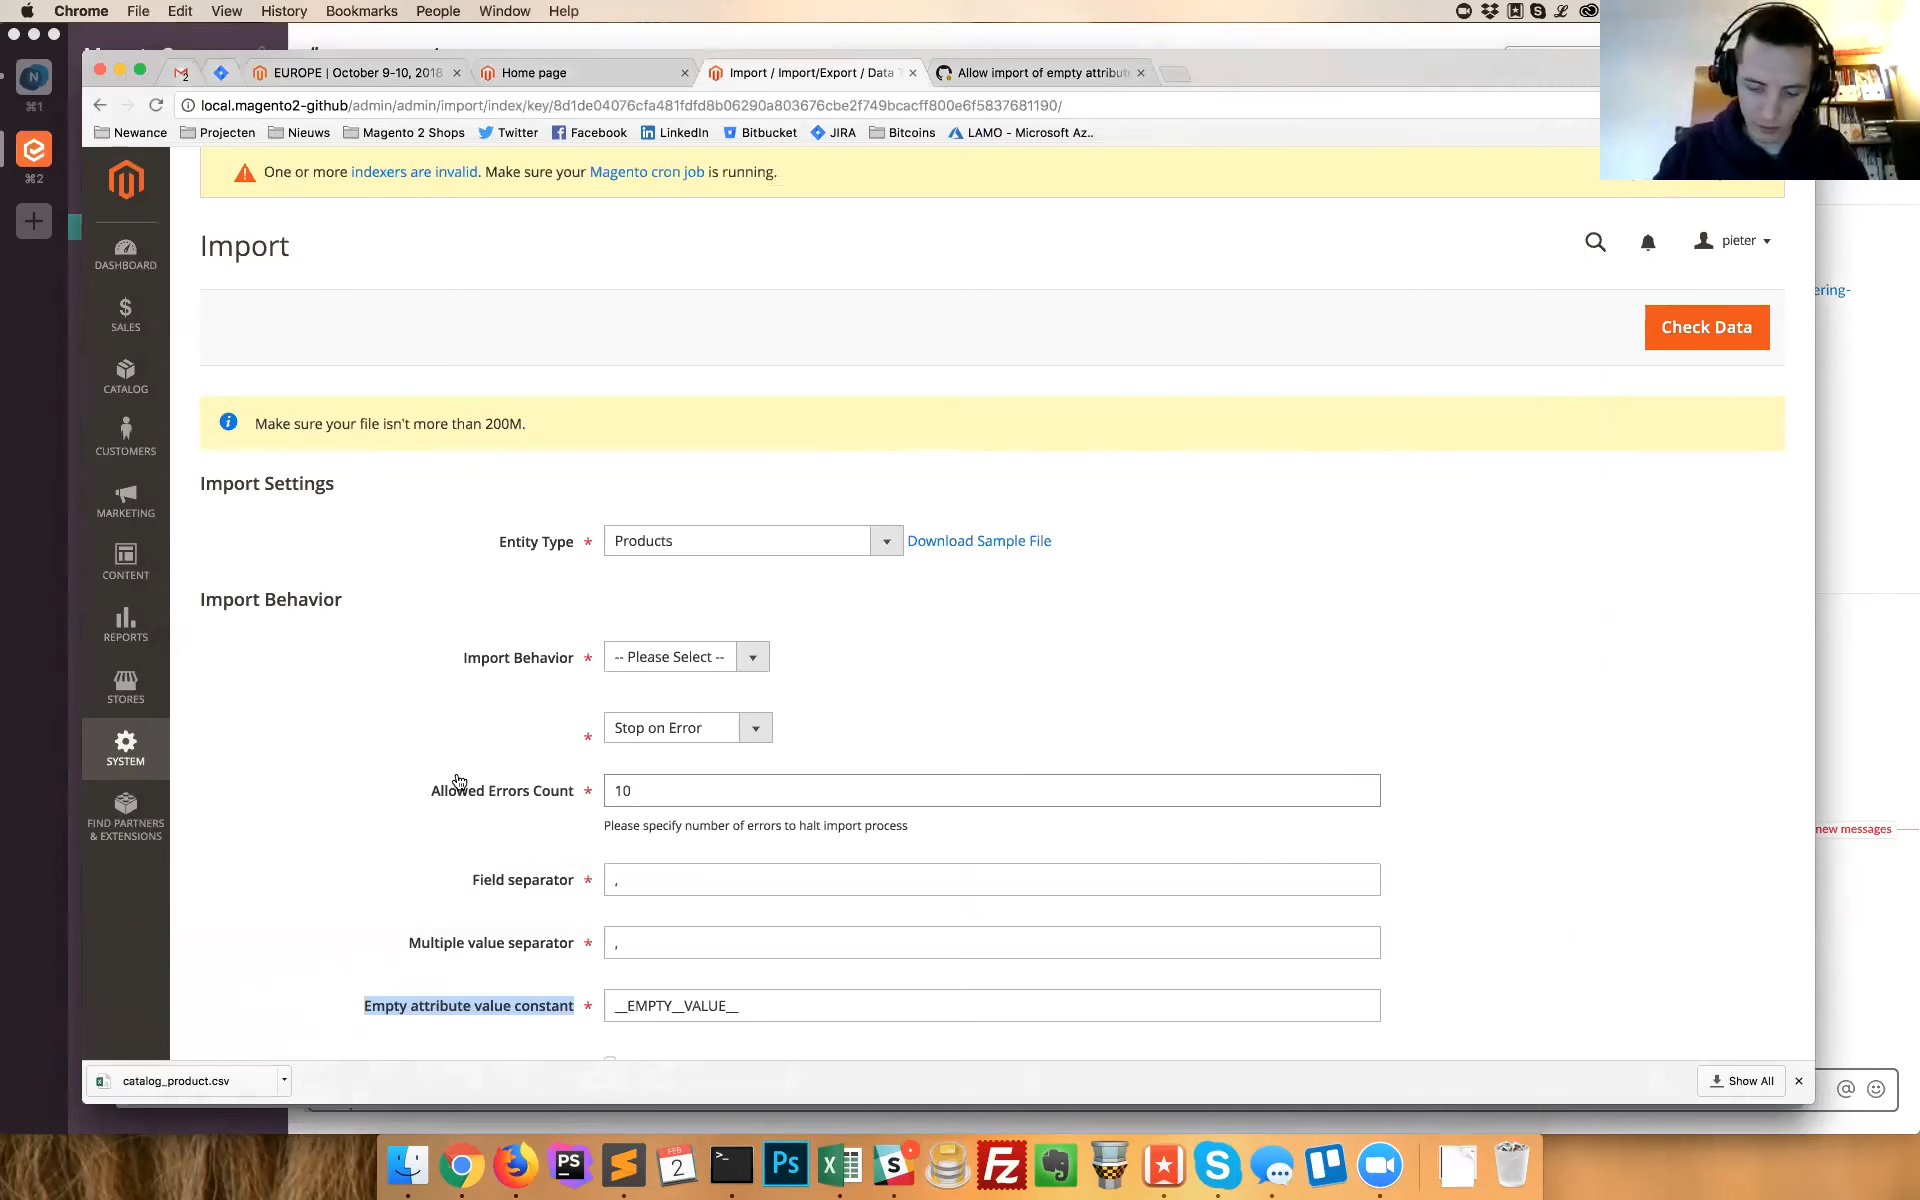 Chrome File Edit View History Bookmarks People Window Help
EUROPE | October 9-10, 2018
Home page
Import / Import/Export / Data
Allow import of empty attribut
local.magento2-github/admin/admin/import/index/key/8d1de04076cfa481fdfd8b06290a803676cbe2f749bcacff800e6f5837681190/
Newance Projecten Nieuws Magento 2 Shops Twitter Facebook LinkedIn Bitbucket JIRA Bitcoins LAMO - Microsoft Az..
⌘1
⌘2
One or more indexers are invalid. Make sure your Magento cron job is running.
Import
pieter
Check Data
ering-
Make sure your file isn't more than 200M.
Import Settings
Entity Type * Products Download Sample File
Import Behavior
Import Behavior * -- Please Select --
* Stop on Error
Allowed Errors Count * 10
Please specify number of errors to halt import process
new messages
Field separator * ,
Multiple value separator * ,
Empty attribute value constant * __EMPTY__VALUE__
DASHBOARD
$
SALES
CATALOG
CUSTOMERS
MARKETING
CONTENT
REPORTS
STORES
SYSTEM
FIND PARTNERS
& EXTENSIONS
catalog_product.csv
Show All
PS
FEB
2
Ps
Fz